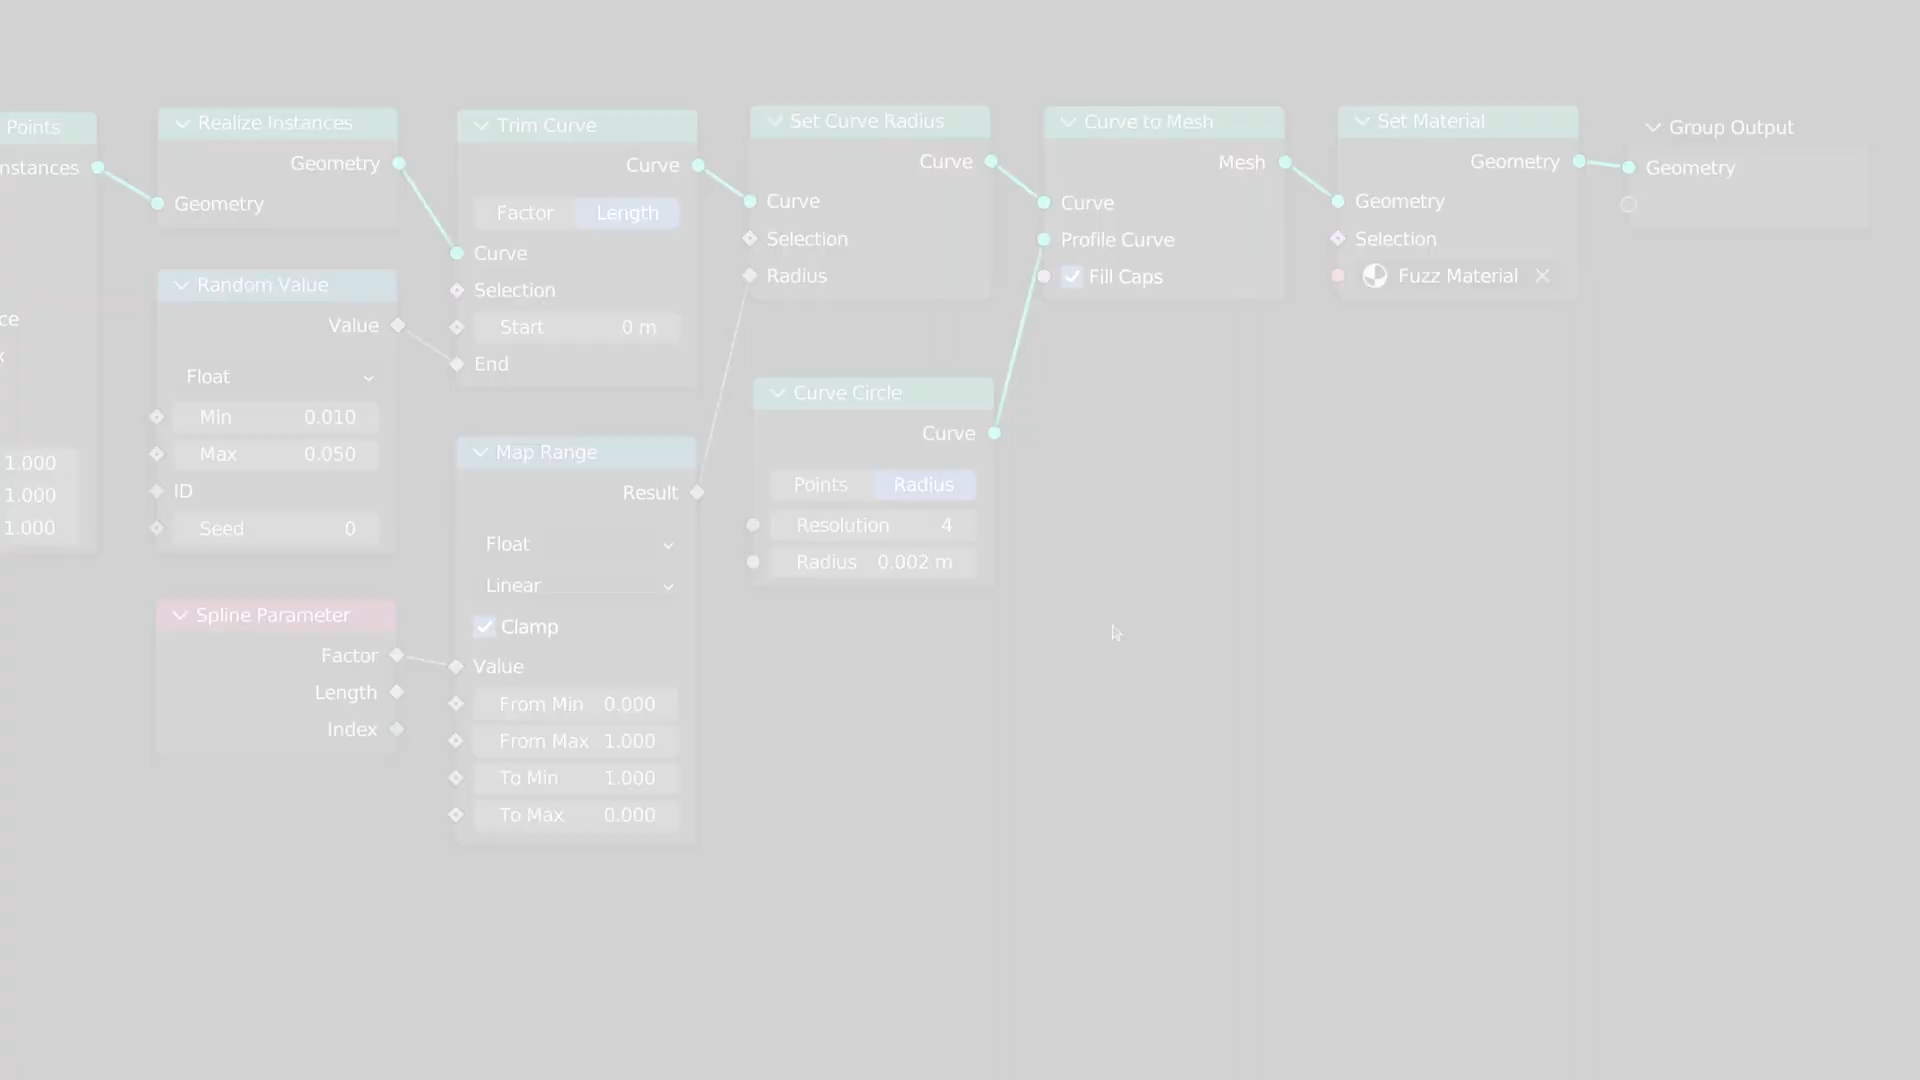 Points
nstances
ce
x
1.000
1.000
1.000
Realize Instances
Geometry
Geometry
Random Value
Value
Float
Min 0.010
Max 0.050
ID
Seed 0
Spline Parameter
Factor
Length
Index
Trim Curve
Curve
Factor Length
Curve
Selection
Start 0 m
End
Map Range
Result
Float
Linear
Clamp
Value
From Min 0.000
From Max 1.000
To Min 1.000
To Max 0.000
Set Curve Radius
Curve
Curve
Selection
Radius
Curve Circle
Curve
Points Radius
Resolution 4
Radius 0.002 m
Curve to Mesh
Mesh
Curve
Profile Curve
Fill Caps
Set Material
Geometry
Geometry
Selection
Fuzz Material
Group Output
Geometry